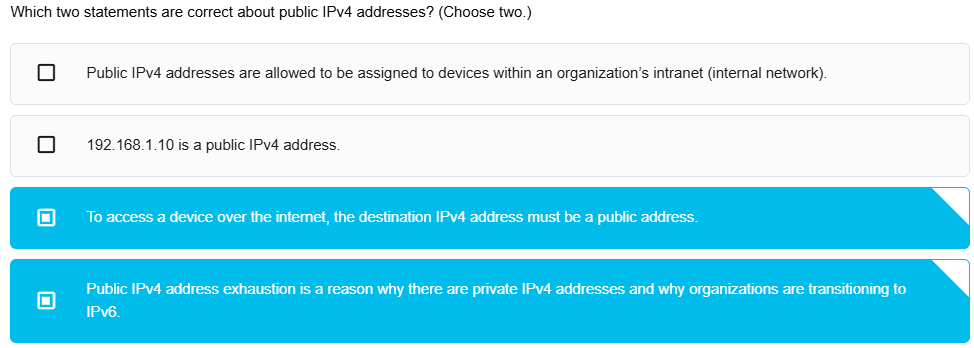 Which two statements are correct about public IPv4 addresses? (Choose two.)
Public IPv4 addresses are allowed to be assigned to devices within an organization’s intranet (internal network).
192.168.1.10 is a public IPv4 address.
To access a device over the internet, the destination IPv4 address must be a public address.
Public IPv4 address exhaustion is a reason why there are private IPv4 addresses and why organizations are transitioning to
IPv6.